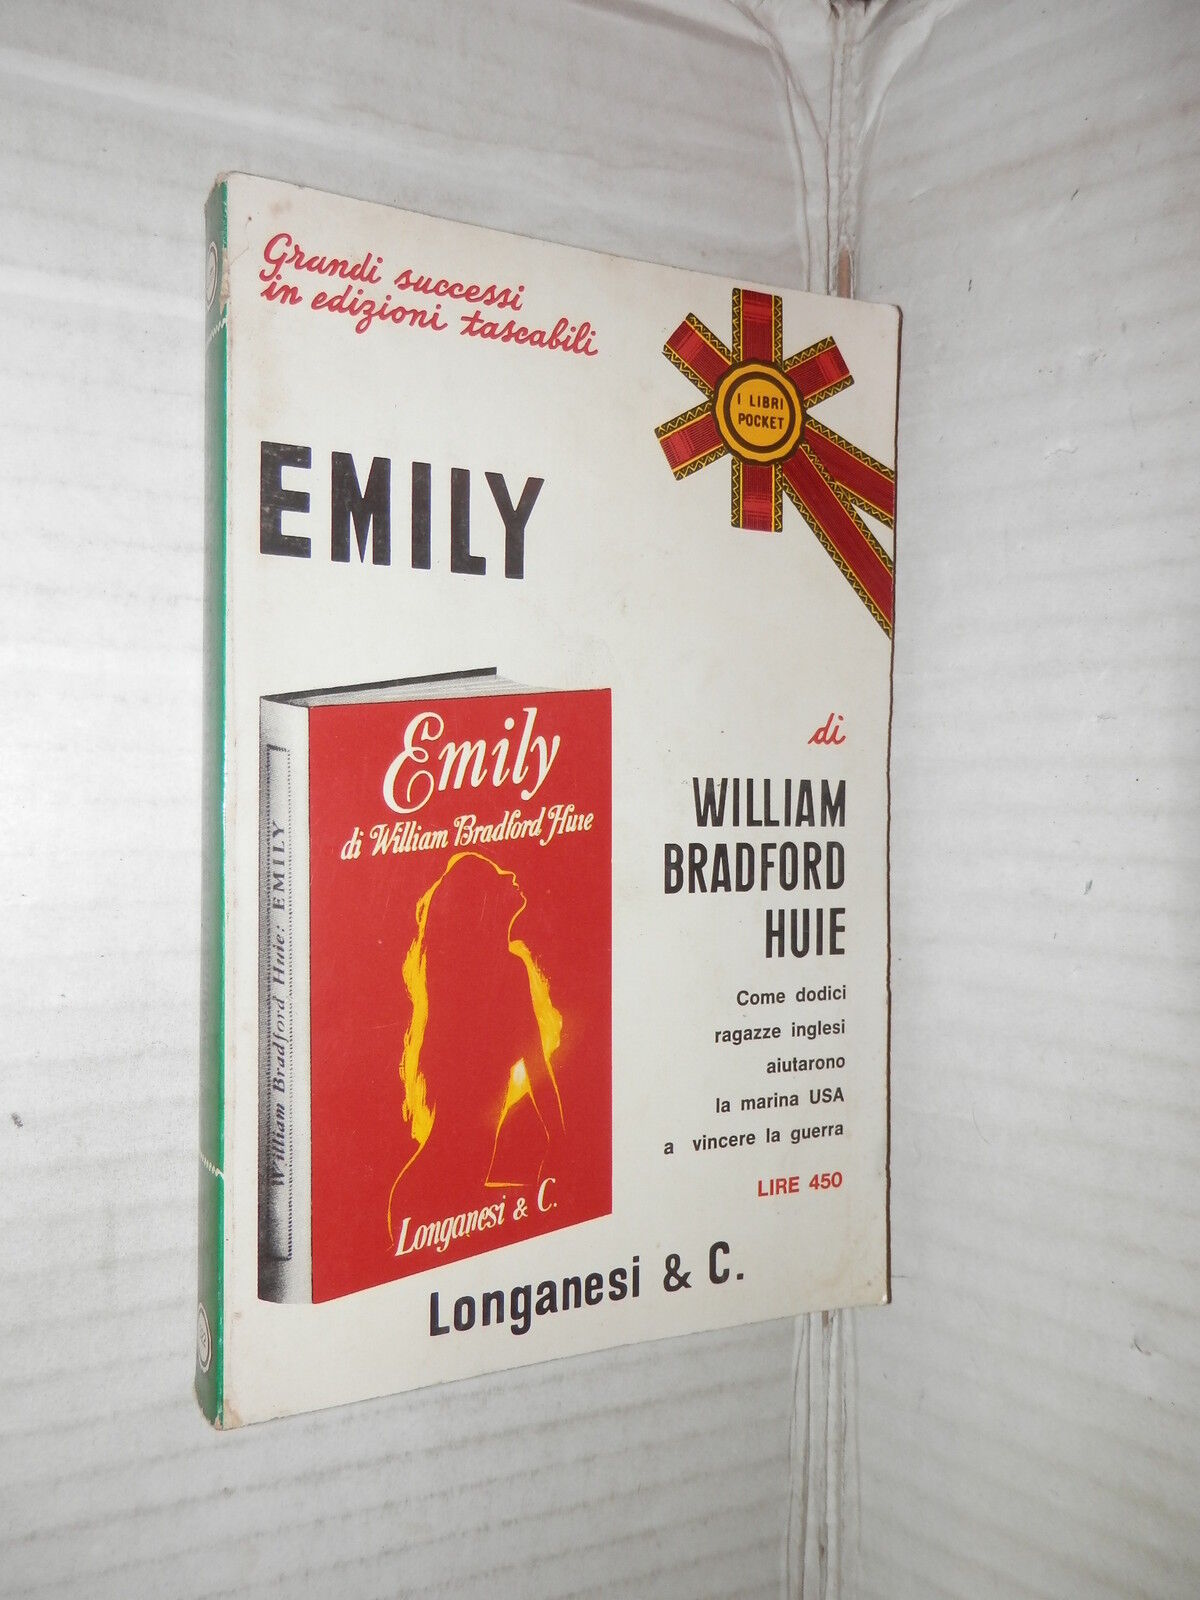 Grandi successi
in edizioni tascabili
I LIBRI
POCKET
EMILY
Emily
di William Bradford Huie
Longanesi & C.
William Bradford Huie: EMILY
di
WILLIAM
BRADFORD
HUIE
Come dodici
ragazze inglesi
aiutarono
la marina USA
a vincere la guerra
LIRE 450
Longanesi & C.